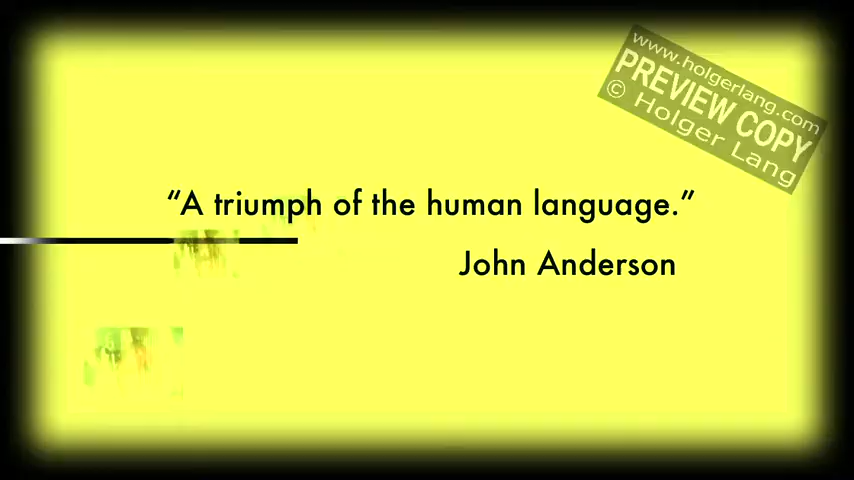 www.holgerlang.com
PREVIEW COPY
© Holger Lang
“A triumph of the human language.”
John Anderson